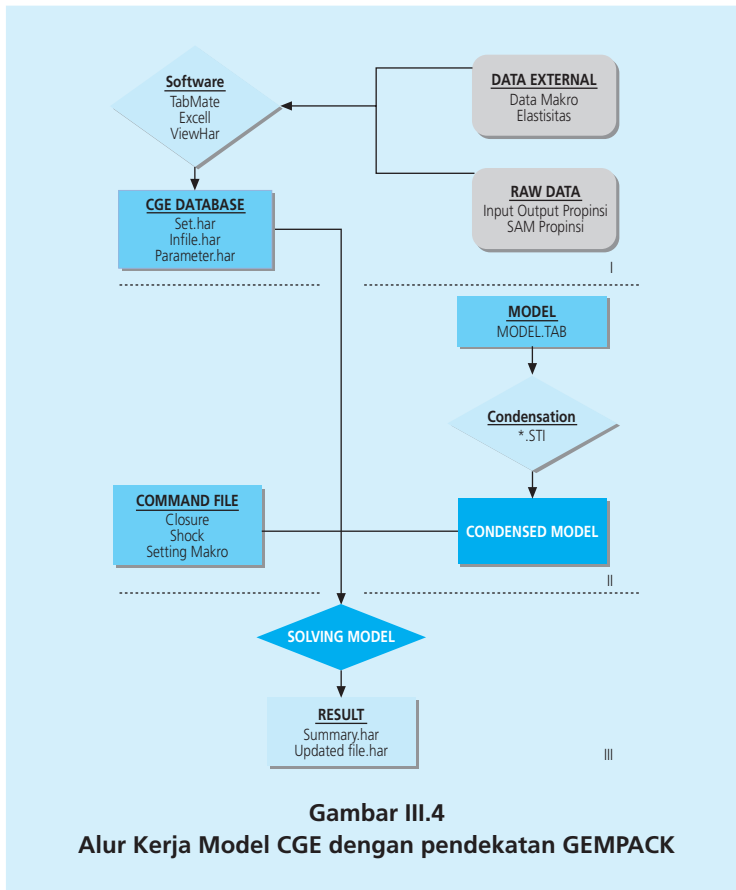 Software
TabMate
Excell
ViewHar
DATA EXTERNAL
Data Makro
Elastisitas
RAW DATA
Input Output Propinsi
SAM Propinsi
I
CGE DATABASE
Set.har
Infile.har
Parameter.har
MODEL
MODEL.TAB
Condensation
*.STI
COMMAND FILE
Closure
Shock
Setting Makro
CONDENSED MODEL
II
SOLVING MODEL
RESULT
Summary.har
Updated file.har
III
Gambar III.4
Alur Kerja Model CGE dengan pendekatan GEMPACK